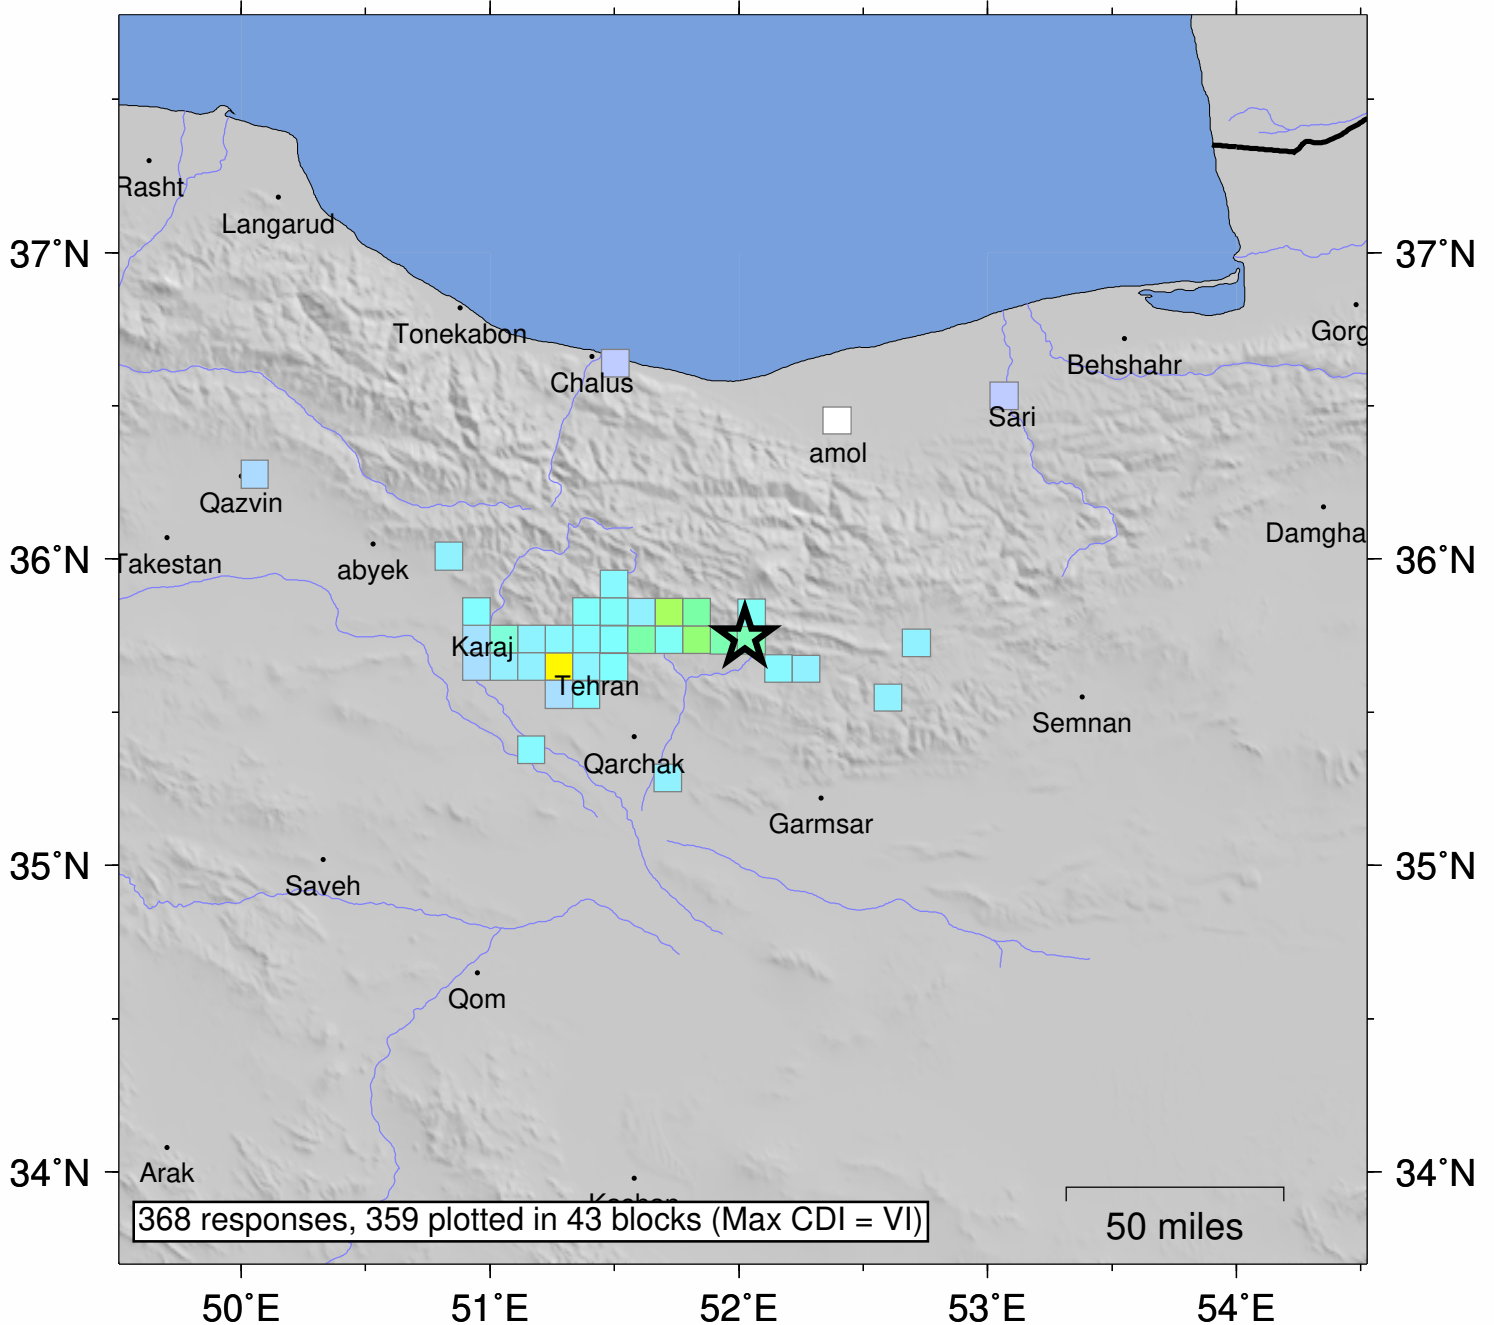 Rasht
Langarud
37°N
37°N
Tonekabon
Gorg
Behshahr
Chalus
Sari
amol
Qazvin
Damgha
36°N
Takestan
abyek
36°N
Karaj
Tehran
Semnan
Qarchak
Garmsar
35°N
Saveh
35°N
Qom
34°N
Arak
34°N
368 responses, 359 plotted in 43 blocks (Max CDI = VI)
50 miles
50°E
51°E
52°E
53°E
54°E